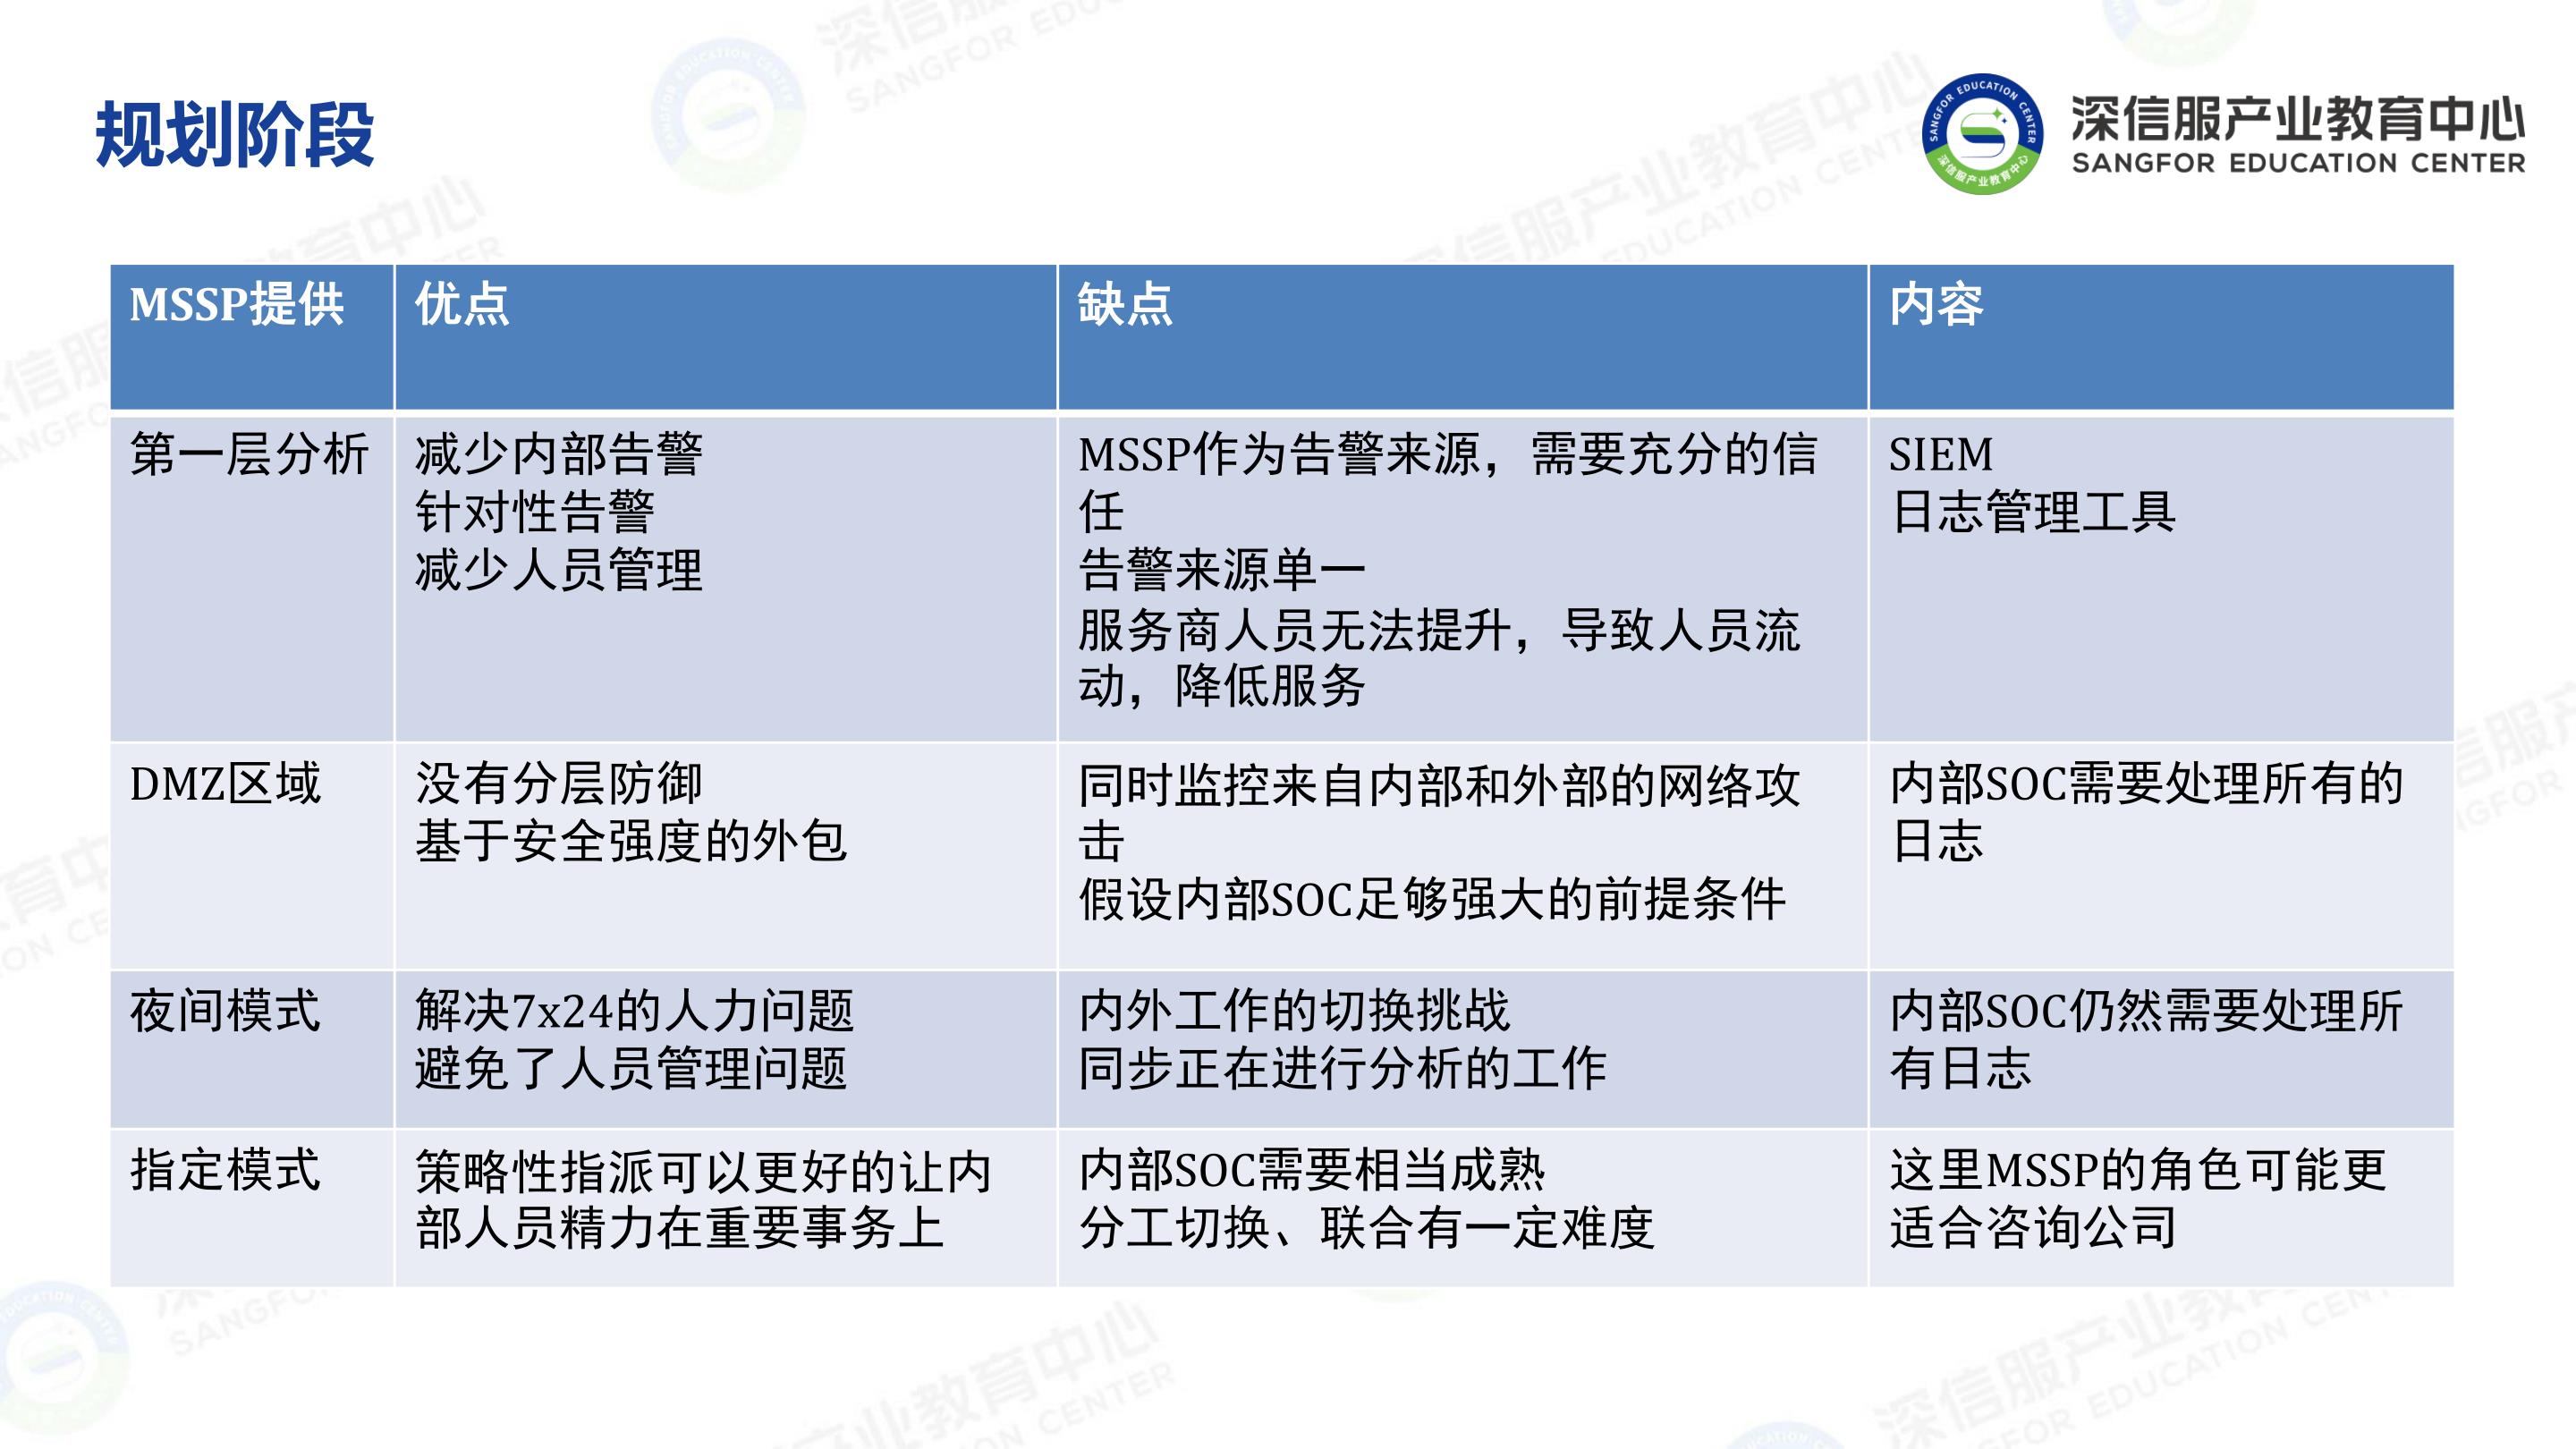 规划阶段
SANGFOR EDUCATION CENTER
深信服产业教育中心
深信服产业教育中心
SANGFOR EDUCATION CENTER
MSSP提供
优点
缺点
内容
第一层分析
减少内部告警
针对性告警
减少人员管理
MSSP作为告警来源，需要充分的信
任
告警来源单一
服务商人员无法提升，导致人员流
动，降低服务
SIEM
日志管理工具
DMZ区域
没有分层防御
基于安全强度的外包
同时监控来自内部和外部的网络攻
击
假设内部SOC足够强大的前提条件
内部SOC需要处理所有的
日志
夜间模式
解决7x24的人力问题
避免了人员管理问题
内外工作的切换挑战
同步正在进行分析的工作
内部SOC仍然需要处理所
有日志
指定模式
策略性指派可以更好的让内
部人员精力在重要事务上
内部SOC需要相当成熟
分工切换、联合有一定难度
这里MSSP的角色可能更
适合咨询公司